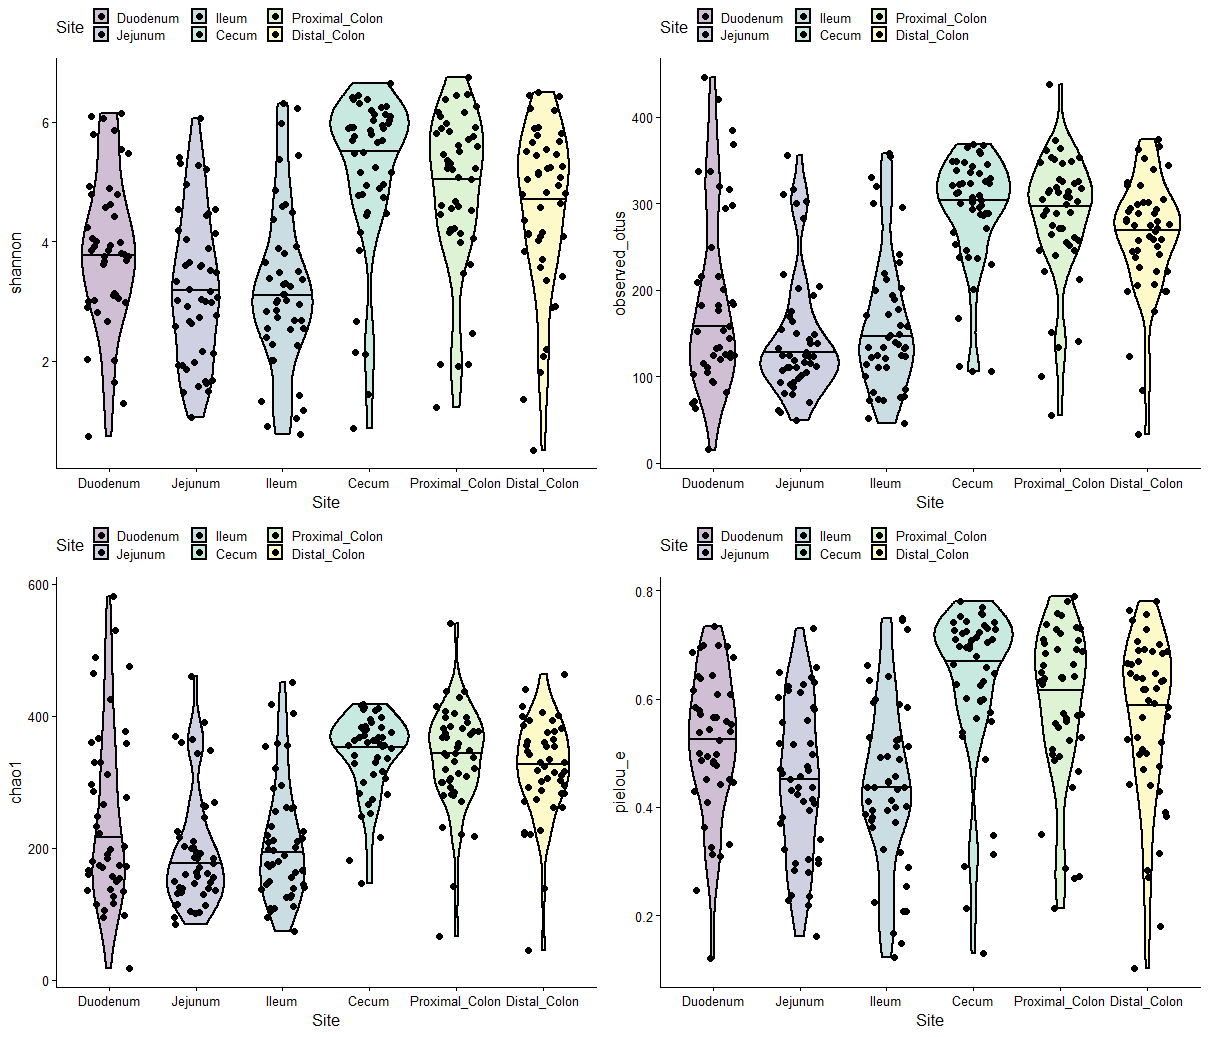 Site Duodenum Ileum Proximal_Colon
Jejunum Cecum Distal_Colon
shannon
6
4
2
Duodenum Jejunum Ileum Cecum Proximal_Colon Distal_Colon
Site
Site Duodenum Ileum Proximal_Colon
Jejunum Cecum Distal_Colon
observed_otus
400
300
200
100
0
Duodenum Jejunum Ileum Cecum Proximal_Colon Distal_Colon
Site
Site Duodenum Ileum Proximal_Colon
Jejunum Cecum Distal_Colon
chao1
600
400
200
0
Duodenum Jejunum Ileum Cecum Proximal_Colon Distal_Colon
Site
Site Duodenum Ileum Proximal_Colon
Jejunum Cecum Distal_Colon
pielou_e
0.8
0.6
0.4
0.2
Duodenum Jejunum Ileum Cecum Proximal_Colon Distal_Colon
Site